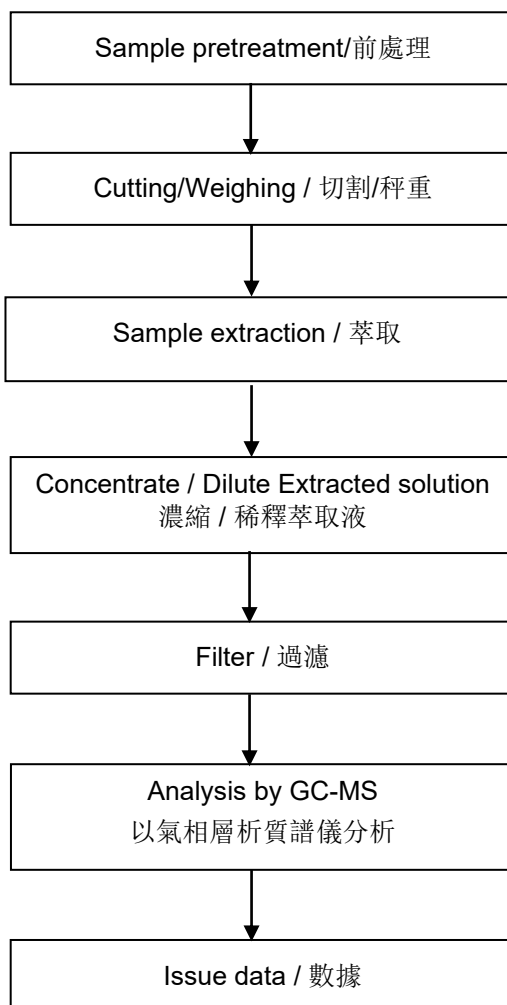 Sample pretreatment/前處理
Cutting/Weighing / 切割/秤重
Sample extraction / 萃取
Concentrate / Dilute Extracted solution
濃縮 / 稀釋萃取液
Filter / 過濾
Analysis by GC-MS
以氣相層析質譜儀分析
Issue data / 數據